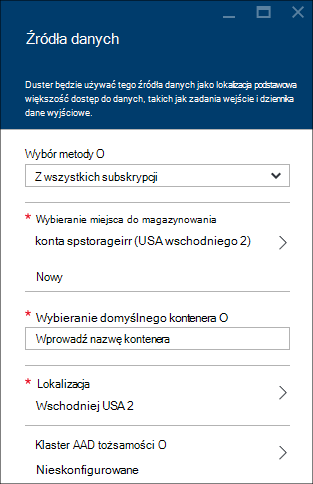 Źródła danych
Duster będzie używać tego źródła danych jako lokalizacja podstawowa
większość dostęp do danych, takich jak zadania wejście i dziennika
dane wyjściowe.
Wybór metody O
Z wszystkich subskrypcji
* Wybieranie miejsca do magazynowania
konta spstorageirr (USA wschodniego 2)
Nowy
* Wybieranie domyślnego kontenera O
Wprowadź nazwę kontenera
* Lokalizacja
Wschodniej USA 2
Klaster AAD tożsamości O
Nieskonfigurowane